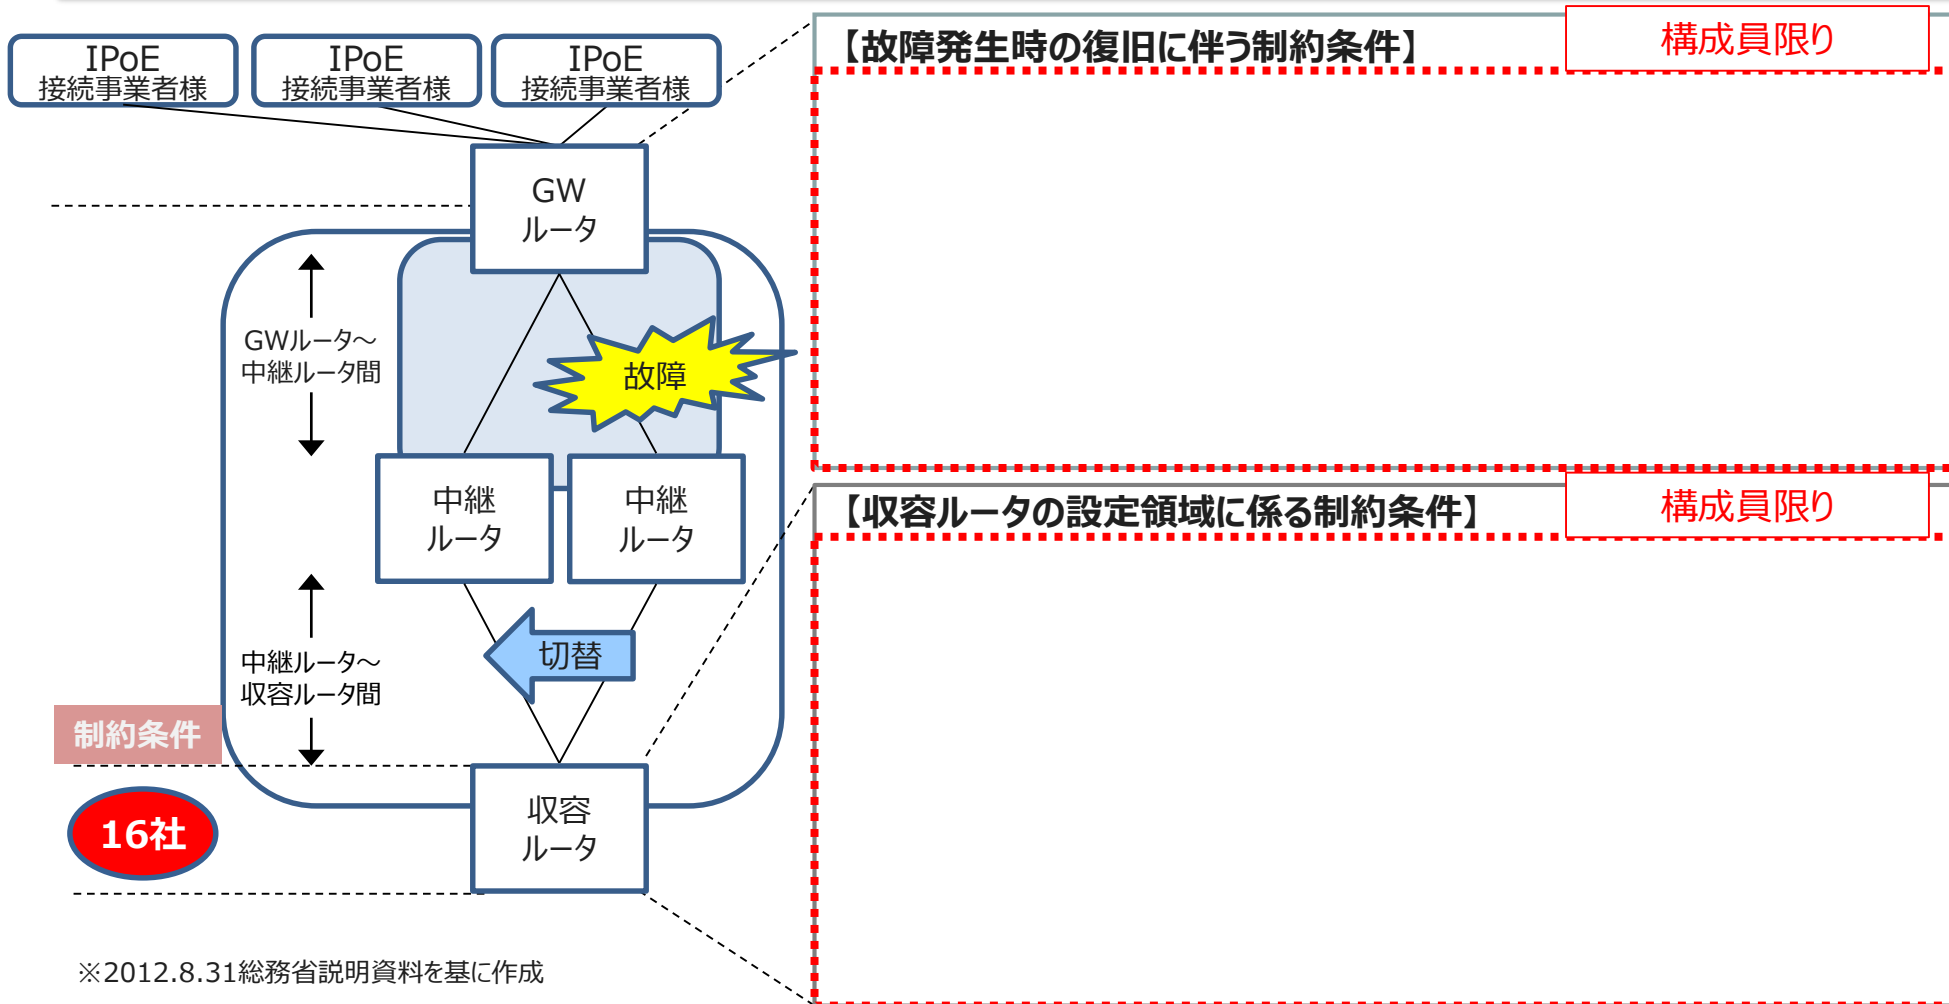 IPoE
接続事業者様
IPoE
接続事業者様
IPoE
接続事業者様
GW
ルータ
GWルータ～
中継ルータ間
故障
中継
ルータ
中継
ルータ
切替
中継ルータ～
収容ルータ間
制約条件
16社
収容
ルータ
※2012.8.31総務省説明資料を基に作成
【故障発生時の復旧に伴う制約条件】
構成員限り
【収容ルータの設定領域に係る制約条件】
構成員限り